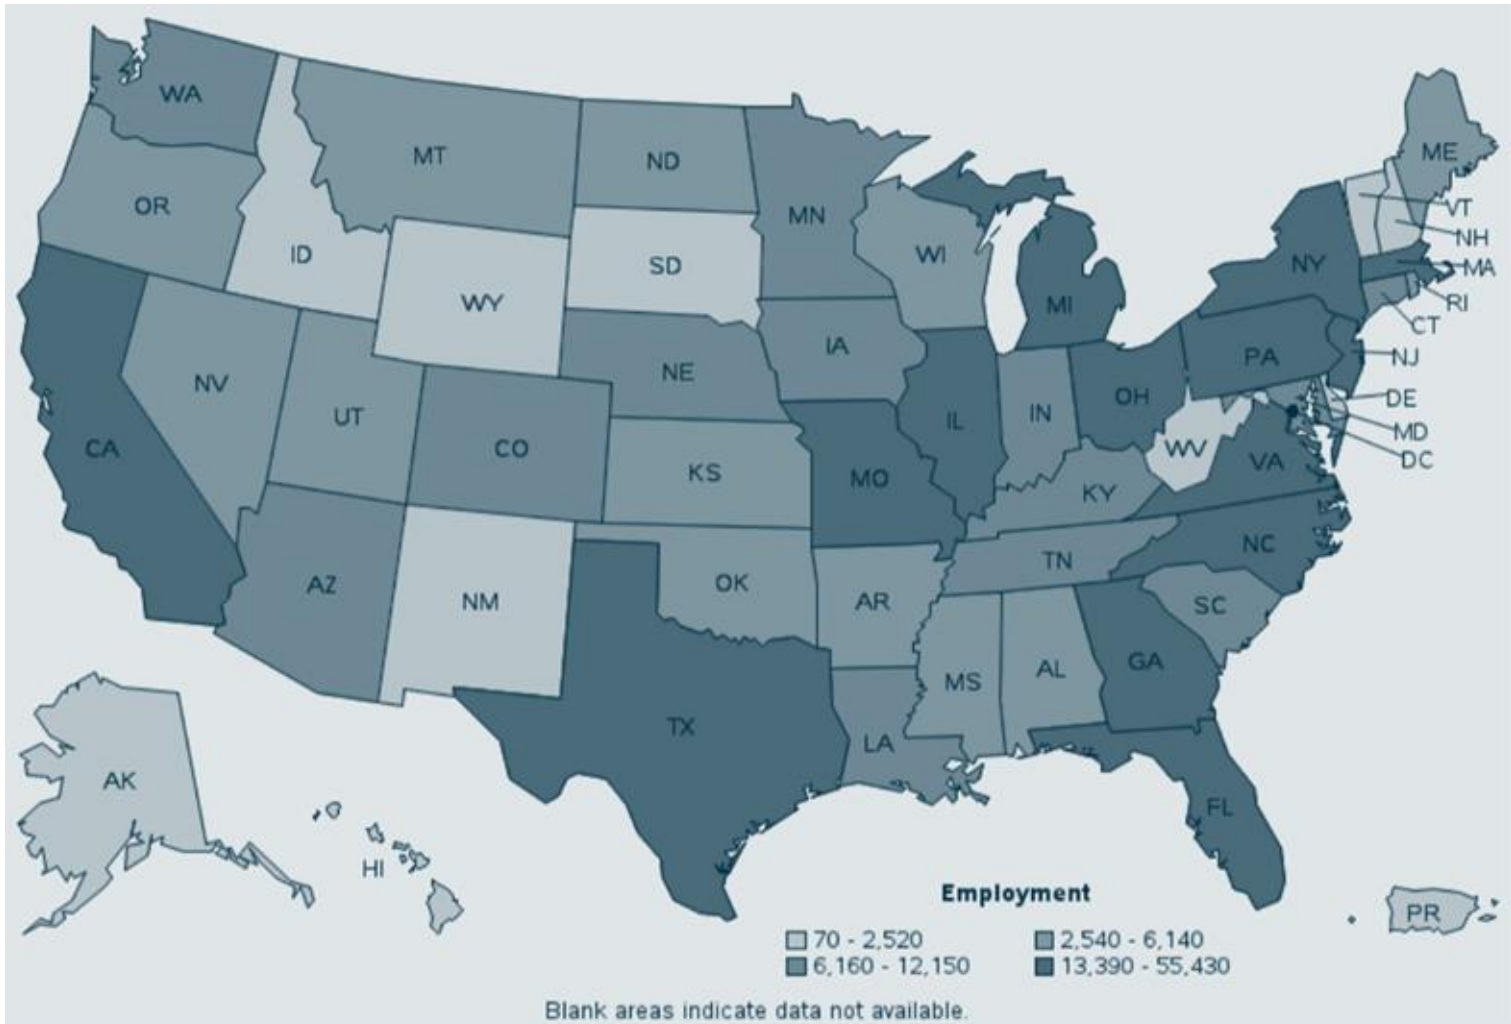 WA
MT
ND
ME
OR
MN
VT
ID
SD
WI
NH
NY
MA
WY
MI
RI
CT
IA
PA
NJ
NE
NV
OH
DE
UT
IL
IN
MD
CA
CO
WV
VA
DC
KS
MO
KY
NC
TN
AZ
OK
NM
AR
SC
GA
MS
AL
TX
LA
AK
FL
HI
PR
Employment
70 - 2,520
2,540 - 6,140
6,160 - 12,150
13,390 - 55,430
Blank areas indicate data not available.